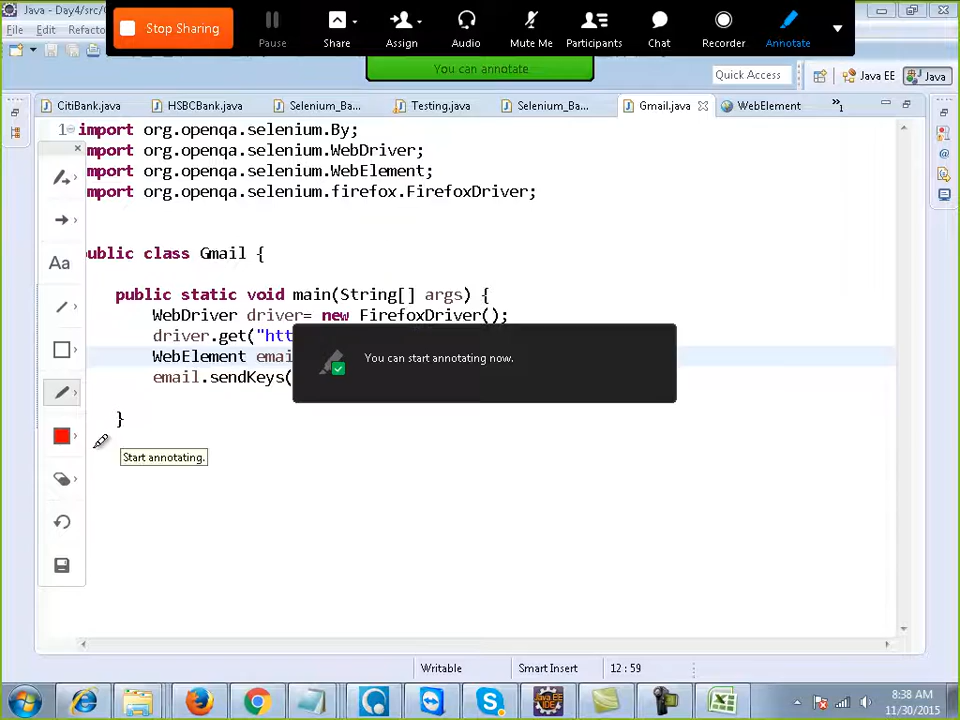 Java - Day4/src/
Stop Sharing
Pause
Share
Assign
Audio
Mute Me
Participants
Chat
Recorder
Annotate
File Edit Refactor
You can annotate
Quick Access
Java EE
Java
CitiBank.java
HSBCBank.java
Selenium_Ba...
Testing.java
Selenium_Ba...
Gmail.java
WebElement
»1
1 import org.openqa.selenium.By;
mport org.openqa.selenium.WebDriver;
mport org.openqa.selenium.WebElement;
mport org.openqa.selenium.firefox.FirefoxDriver;
ublic class Gmail {
public static void main(String[] args) {
WebDriver driver= new FirefoxDriver();
driver.get("htt
WebElement emai
email.sendKeys(
}
You can start annotating now.
Aa
Start annotating.
Writable
Smart Insert
12 : 59
8:38 AM
11/30/2015